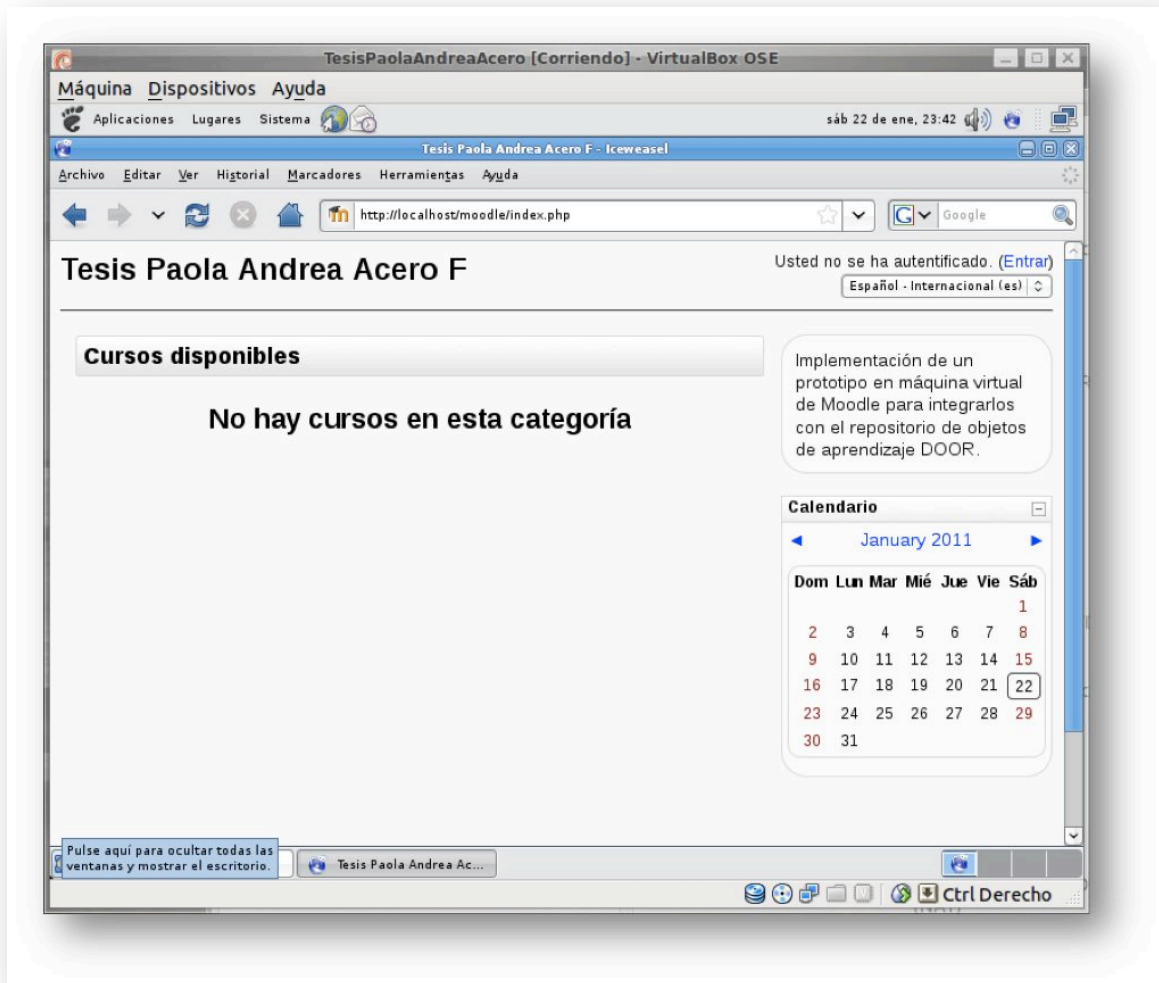 TesisPaolaAndreaAcero [Corriendo] - VirtualBox OSE
Máquina Dispositivos Ayuda
Aplicaciones Lugares Sistema sáb 22 de ene, 23:42
Tesis Paola Andrea Acero F - Iceweasel
Archivo Editar Ver Historial Marcadores Herramientas Ayuda
http://localhost/moodle/index.php Google
Tesis Paola Andrea Acero F
Usted no se ha autentificado. (Entrar)
Español - Internacional (es)
Cursos disponibles
No hay cursos en esta categoría
Implementación de un
prototipo en máquina virtual
de Moodle para integrarlos
con el repositorio de objetos
de aprendizaje DOOR.
Calendario
January 2011
Dom Lun Mar Mié Jue Vie Sáb
1
2 3 4 5 6 7 8
9 10 11 12 13 14 15
16 17 18 19 20 21 22
23 24 25 26 27 28 29
30 31
Pulse aquí para ocultar todas las
ventanas y mostrar el escritorio.
Tesis Paola Andrea Ac...
Ctrl Derecho